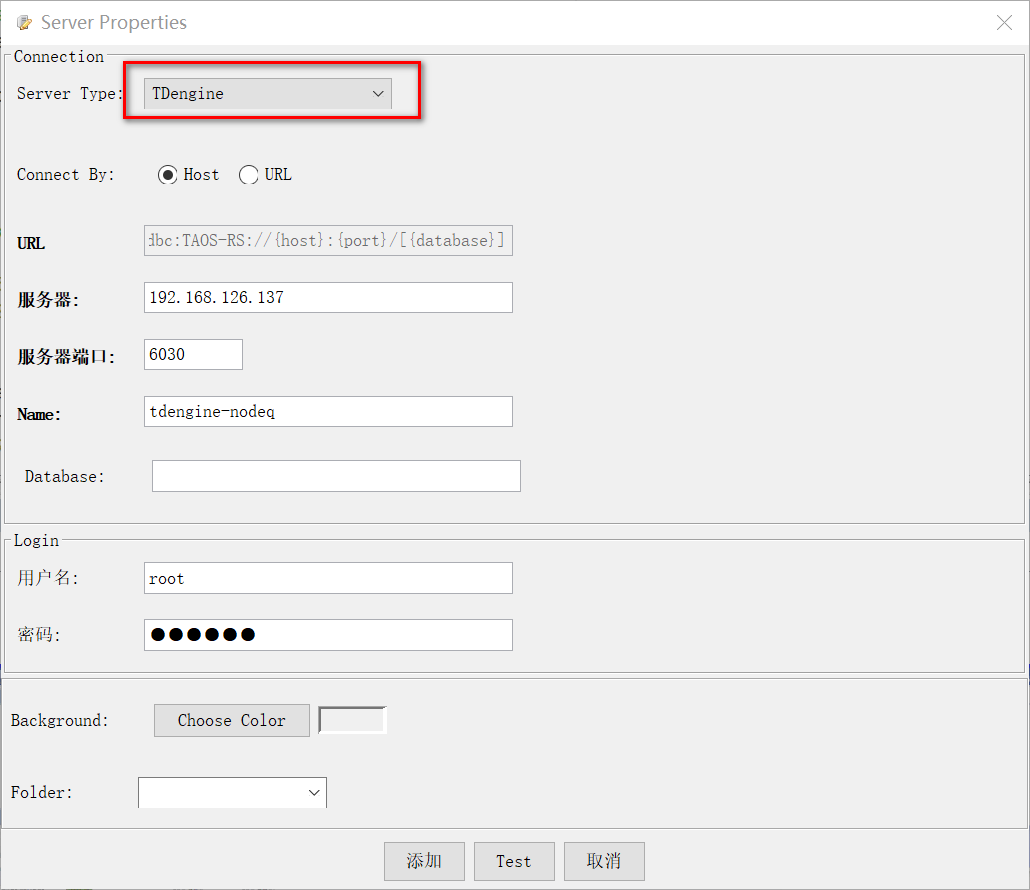 Server Properties
Connection
Server Type: TDengine
Connect By: Host URL
URL dbc:TAOS-RS://{host}:{port}/[{database}]
服务器: 192.168.126.137
服务器端口: 6030
Name: tdengine-nodeq
Database:
Login
用户名: root
密码: ●●●●●●
Background: Choose Color
Folder:
添加 Test 取消